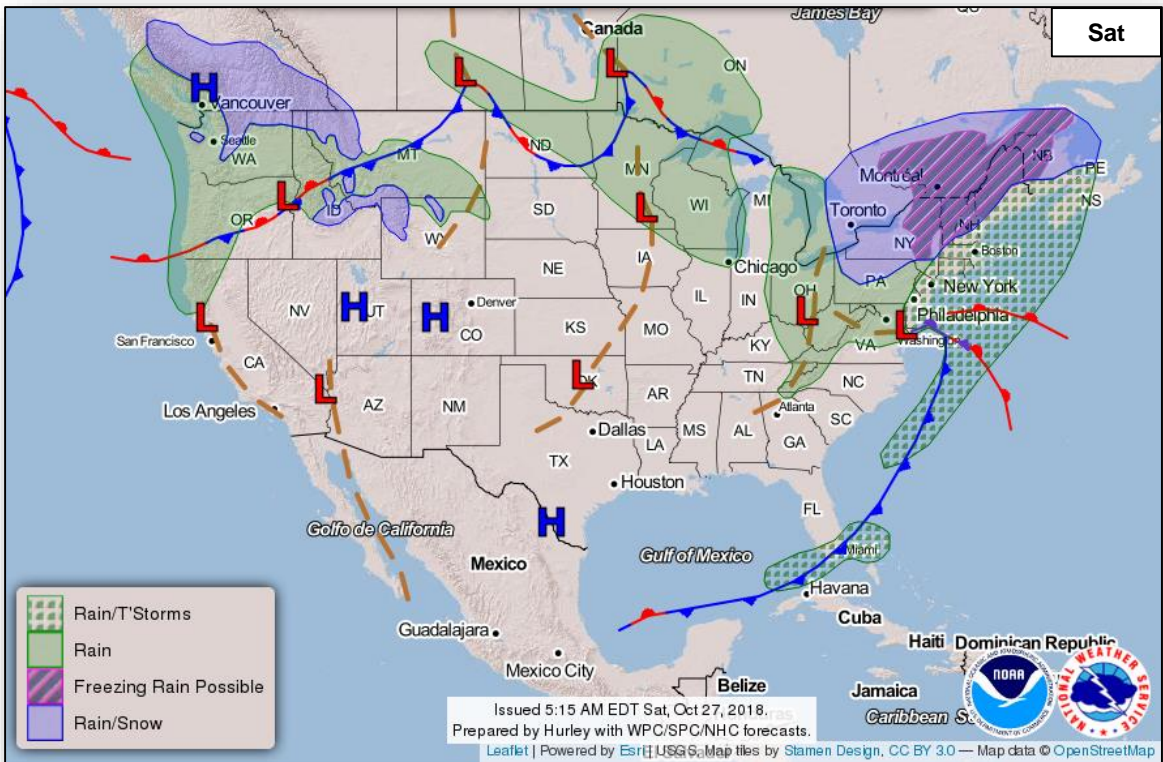 James Bay
QC
Sat
Canada
ON
H
L
L
Vancouver
Seattle
WA
MT
ND
MN
Montréal
NB
PE
NS
L
OR
ID
WY
SD
L
WI
MI
Toronto
NY
NH
Boston
IA
Chicago
PA
New York
NE
OH
Philadelphia
L
NV
H
UT
H
Denver
CO
KS
IL
IN
L
L
Washington
San Francisco
CA
MO
KY
VA
L
L
OK
TN
NC
Los Angeles
AZ
NM
AR
Atlanta
SC
Dallas
MS
AL
GA
TX
LA
Houston
FL
Golfo de California
H
Gulf of Mexico
Miami
Mexico
Havana
Cuba
Rain/T'Storms
Rain
Freezing Rain Possible
Rain/Snow
Guadalajara
Mexico City
Haiti
Dominican Republic
Belize
Jamaica
Caribbean
NOAA
NATIONAL WEATHER SERVICE
Issued 5:15 AM EDT Sat, Oct 27, 2018.
Prepared by Hurley with WPC/SPC/NHC forecasts.
El Salvador
Leaflet | Powered by Esri | USGS, Map tiles by Stamen Design, CC BY 3.0 — Map data © OpenStreetMap